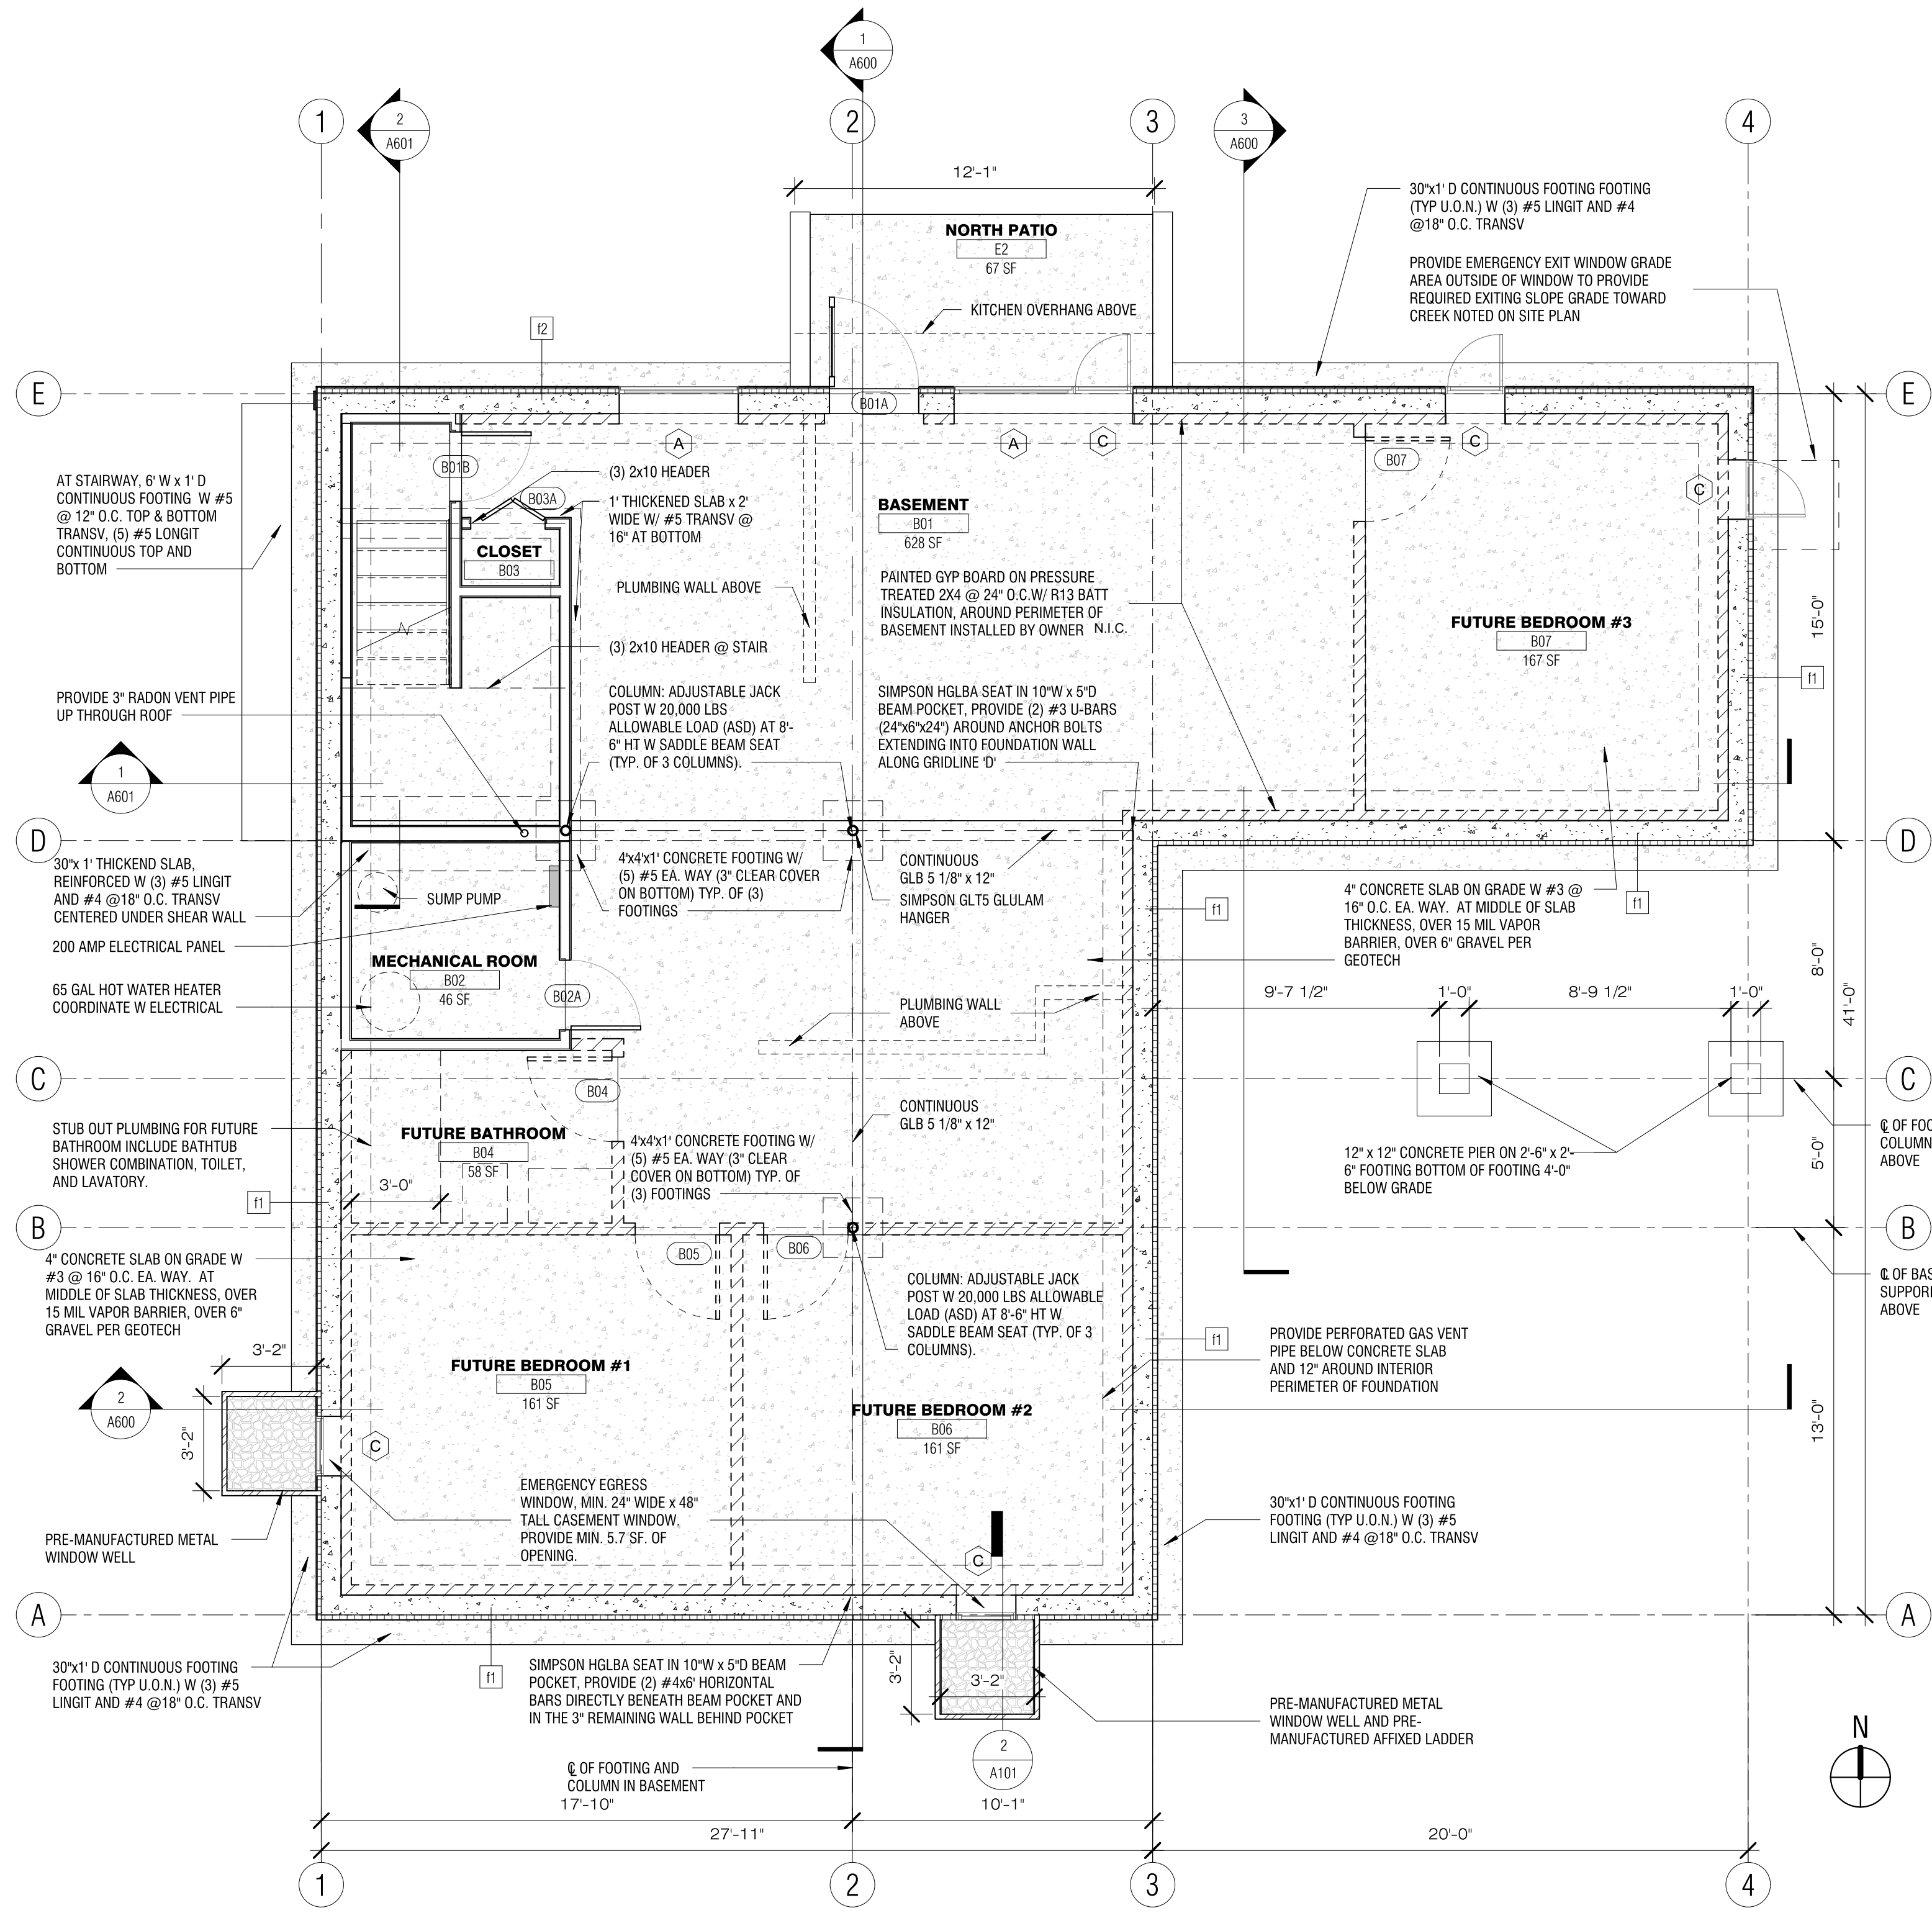 1
A600
1
2
A601
2
3
3
A600
4
12'-1"
30"x1' D CONTINUOUS FOOTING FOOTING
(TYP U.O.N.) W (3) #5 LINGIT AND #4
@18" O.C. TRANSV
PROVIDE EMERGENCY EXIT WINDOW GRADE
AREA OUTSIDE OF WINDOW TO PROVIDE
REQUIRED EXITING SLOPE GRADE TOWARD
CREEK NOTED ON SITE PLAN
NORTH PATIO
E2
67 SF
KITCHEN OVERHANG ABOVE
f2
E
E
B01A
A
A
C
C
C
B01B
B03A
B07
(3) 2x10 HEADER
1' THICKENED SLAB x 2'
WIDE W/ #5 TRANSV @
16" AT BOTTOM
AT STAIRWAY, 6' W x 1' D
CONTINUOUS FOOTING W #5
@ 12" O.C. TOP & BOTTOM
TRANSV, (5) #5 LONGIT
CONTINUOUS TOP AND
BOTTOM
CLOSET
B03
BASEMENT
B01
628 SF
PLUMBING WALL ABOVE
PAINTED GYP BOARD ON PRESSURE
TREATED 2X4 @ 24" O.C.W/ R13 BATT
INSULATION, AROUND PERIMETER OF
BASEMENT INSTALLED BY OWNER N.I.C.
FUTURE BEDROOM #3
B07
167 SF
15'-0"
f1
(3) 2x10 HEADER @ STAIR
PROVIDE 3" RADON VENT PIPE
UP THROUGH ROOF
COLUMN: ADJUSTABLE JACK
POST W 20,000 LBS
ALLOWABLE LOAD (ASD) AT 8'-
6" HT W SADDLE BEAM SEAT
(TYP. OF 3 COLUMNS).
SIMPSON HGLBA SEAT IN 10"W x 5"D
BEAM POCKET, PROVIDE (2) #3 U-BARS
(24"x6"x24") AROUND ANCHOR BOLTS
EXTENDING INTO FOUNDATION WALL
ALONG GRIDLINE 'D'
1
A601
D
D
30"x 1' THICKEND SLAB,
REINFORCED W (3) #5 LINGIT
AND #4 @18" O.C. TRANSV
CENTERED UNDER SHEAR WALL
SUMP PUMP
4'x4'x1' CONCRETE FOOTING W/
(5) #5 EA. WAY (3" CLEAR COVER
ON BOTTOM) TYP. OF (3)
FOOTINGS
CONTINUOUS
GLB 5 1/8" x 12"
SIMPSON GLT5 GLULAM
HANGER
f1
f1
4" CONCRETE SLAB ON GRADE W #3 @
16" O.C. EA. WAY. AT MIDDLE OF SLAB
THICKNESS, OVER 15 MIL VAPOR
BARRIER, OVER 6" GRAVEL PER
GEOTECH
200 AMP ELECTRICAL PANEL
MECHANICAL ROOM
B02
46 SF
B02A
65 GAL HOT WATER HEATER
COORDINATE W ELECTRICAL
PLUMBING WALL
ABOVE
9'-7 1/2"
1'-0"
8'-9 1/2"
1'-0"
8'-0"
41'-0"
C
C
B04
CONTINUOUS
GLB 5 1/8" x 12"
STUB OUT PLUMBING FOR FUTURE
BATHROOM INCLUDE BATHTUB
SHOWER COMBINATION, TOILET,
AND LAVATORY.
FUTURE BATHROOM
B04
58 SF
3'-0"
4'x4'x1' CONCRETE FOOTING W/
(5) #5 EA. WAY (3" CLEAR
COVER ON BOTTOM) TYP. OF
(3) FOOTINGS
12" x 12" CONCRETE PIER ON 2'-6" x 2'-
6" FOOTING BOTTOM OF FOOTING 4'-0"
BELOW GRADE
5'-0"
℄ OF FOO
COLUMN
ABOVE
f1
B
B
B05
B06
4" CONCRETE SLAB ON GRADE W
#3 @ 16" O.C. EA. WAY. AT
MIDDLE OF SLAB THICKNESS, OVER
15 MIL VAPOR BARRIER, OVER 6"
GRAVEL PER GEOTECH
COLUMN: ADJUSTABLE JACK
POST W 20,000 LBS ALLOWABLE
LOAD (ASD) AT 8'-6" HT W
SADDLE BEAM SEAT (TYP. OF 3
COLUMNS).
℄ OF BAS
SUPPOR
ABOVE
f1
PROVIDE PERFORATED GAS VENT
PIPE BELOW CONCRETE SLAB
AND 12" AROUND INTERIOR
PERIMETER OF FOUNDATION
3'-2"
2
A600
3'-2"
FUTURE BEDROOM #1
B05
161 SF
FUTURE BEDROOM #2
B06
161 SF
13'-0"
C
EMERGENCY EGRESS
WINDOW, MIN. 24" WIDE x 48"
TALL CASEMENT WINDOW.
PROVIDE MIN. 5.7 SF. OF
OPENING.
C
30"x1' D CONTINUOUS FOOTING
FOOTING (TYP U.O.N.) W (3) #5
LINGIT AND #4 @18" O.C. TRANSV
PRE-MANUFACTURED METAL
WINDOW WELL
A
A
30"x1' D CONTINUOUS FOOTING
FOOTING (TYP U.O.N.) W (3) #5
LINGIT AND #4 @18" O.C. TRANSV
f1
SIMPSON HGLBA SEAT IN 10"W x 5"D BEAM
POCKET, PROVIDE (2) #4x6' HORIZONTAL
BARS DIRECTLY BENEATH BEAM POCKET AND
IN THE 3" REMAINING WALL BEHIND POCKET
3'-2"
3'-2"
PRE-MANUFACTURED METAL
WINDOW WELL AND PRE-
MANUFACTURED AFFIXED LADDER
N
2
A101
℄ OF FOOTING AND
COLUMN IN BASEMENT
17'-10"
10'-1"
27'-11"
20'-0"
1
2
3
4